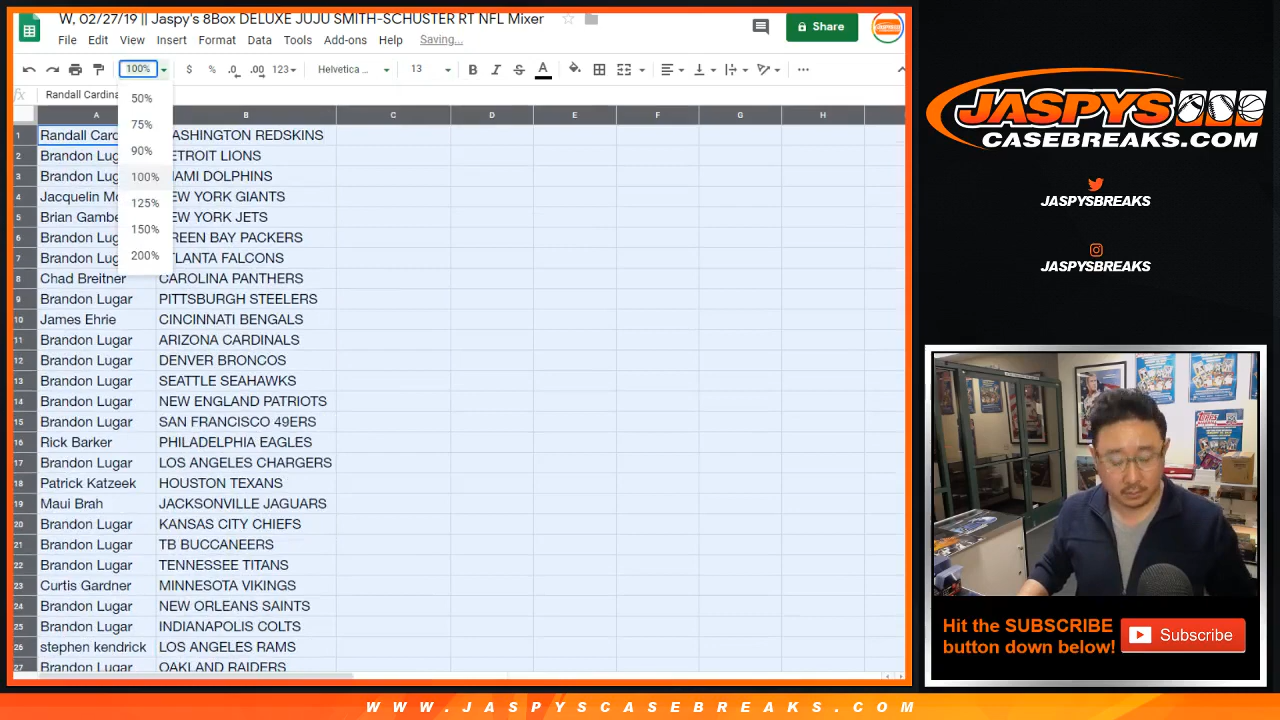 W, 02/27/19 || Jaspy's 8Box DELUXE JUJU SMITH-SCHUSTER RT NFL Mixer
File Edit View Insert Format Data Tools Add-ons Help Saving...
Share
100% $ % .0 .00 123 Helvetica ... 13 B I S A
fx Randall Cardina
50%
75%
90%
100%
125%
150%
200%
A B C D E F G H
1 Randall Card ASHINGTON REDSKINS
2 Brandon Lug ETROIT LIONS
3 Brandon Lug IAMI DOLPHINS
4 Jacquelin Mc EW YORK GIANTS
5 Brian Gambe EW YORK JETS
6 Brandon Lug REEN BAY PACKERS
7 Brandon Lug TLANTA FALCONS
8 Chad Breitner CAROLINA PANTHERS
9 Brandon Lugar PITTSBURGH STEELERS
10 James Ehrie CINCINNATI BENGALS
11 Brandon Lugar ARIZONA CARDINALS
12 Brandon Lugar DENVER BRONCOS
13 Brandon Lugar SEATTLE SEAHAWKS
14 Brandon Lugar NEW ENGLAND PATRIOTS
15 Brandon Lugar SAN FRANCISCO 49ERS
16 Rick Barker PHILADELPHIA EAGLES
17 Brandon Lugar LOS ANGELES CHARGERS
18 Patrick Katzeek HOUSTON TEXANS
19 Maui Brah JACKSONVILLE JAGUARS
20 Brandon Lugar KANSAS CITY CHIEFS
21 Brandon Lugar TB BUCCANEERS
22 Brandon Lugar TENNESSEE TITANS
23 Curtis Gardner MINNESOTA VIKINGS
24 Brandon Lugar NEW ORLEANS SAINTS
25 Brandon Lugar INDIANAPOLIS COLTS
26 stephen kendrick LOS ANGELES RAMS
27 Brandon Lugar OAKLAND RAIDERS
JASPYS
CASEBREAKS.COM
JASPYSBREAKS
JASPYSBREAKS
Hit the SUBSCRIBE
button down below!
Subscribe
WWW.JASPYSCASEBREAKS.COM